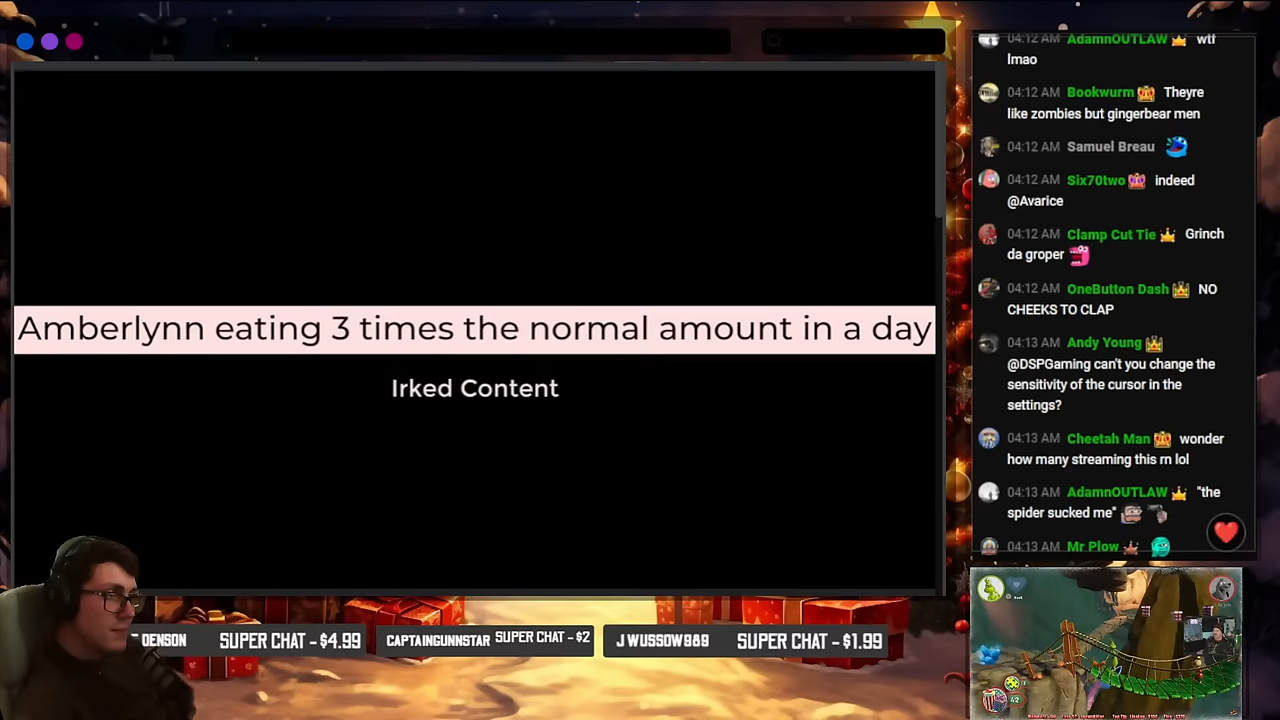 Amberlynn eating 3 times the normal amount in a day
Irked Content
04:12 AM AdamnOUTLAW wtf
lmao
04:12 AM Bookwurm Theyre
like zombies but gingerbear men
04:12 AM Samuel Breau
04:12 AM Six70two indeed
@Avarice
04:12 AM Clamp Cut Tie Grinch
da groper
04:12 AM OneButton Dash NO
CHEEKS TO CLAP
04:13 AM Andy Young
@DSPGaming can't you change the
sensitivity of the cursor in the
settings?
04:13 AM Cheetah Man wonder
how many streaming this rn lol
04:13 AM AdamnOUTLAW "the
spider sucked me"
04:13 AM Mr Plow
DENSON SUPER CHAT - $4.99
CAPTAINGUNNSTAR SUPER CHAT - $2
J WUSSOW989 SUPER CHAT - $1.99
42